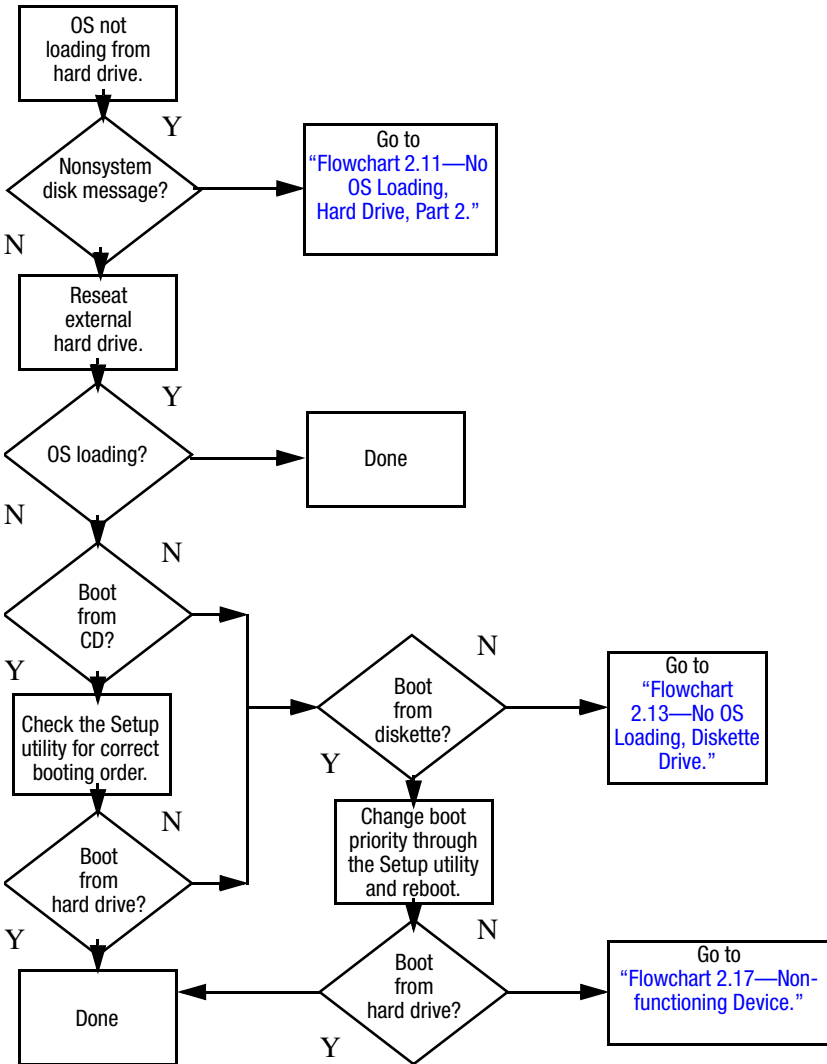 OS not
loading from
hard drive.
Y
Nonsystem
disk message?
Go to
“Flowchart 2.11—No
OS Loading,
Hard Drive, Part 2.”
N
Reseat
external
hard drive.
Y
OS loading?
Done
N
N
Boot
from
CD?
Y
Check the Setup
utility for correct
booting order.
N
Boot
from
hard drive?
Y
Done
Boot
from
diskette?
N
Go to
“Flowchart
2.13—No OS
Loading, Diskette
Drive.”
Y
Change boot
priority through
the Setup utility
and reboot.
N
Boot
from
hard drive?
Y
Go to
“Flowchart 2.17—Non-
functioning Device.”